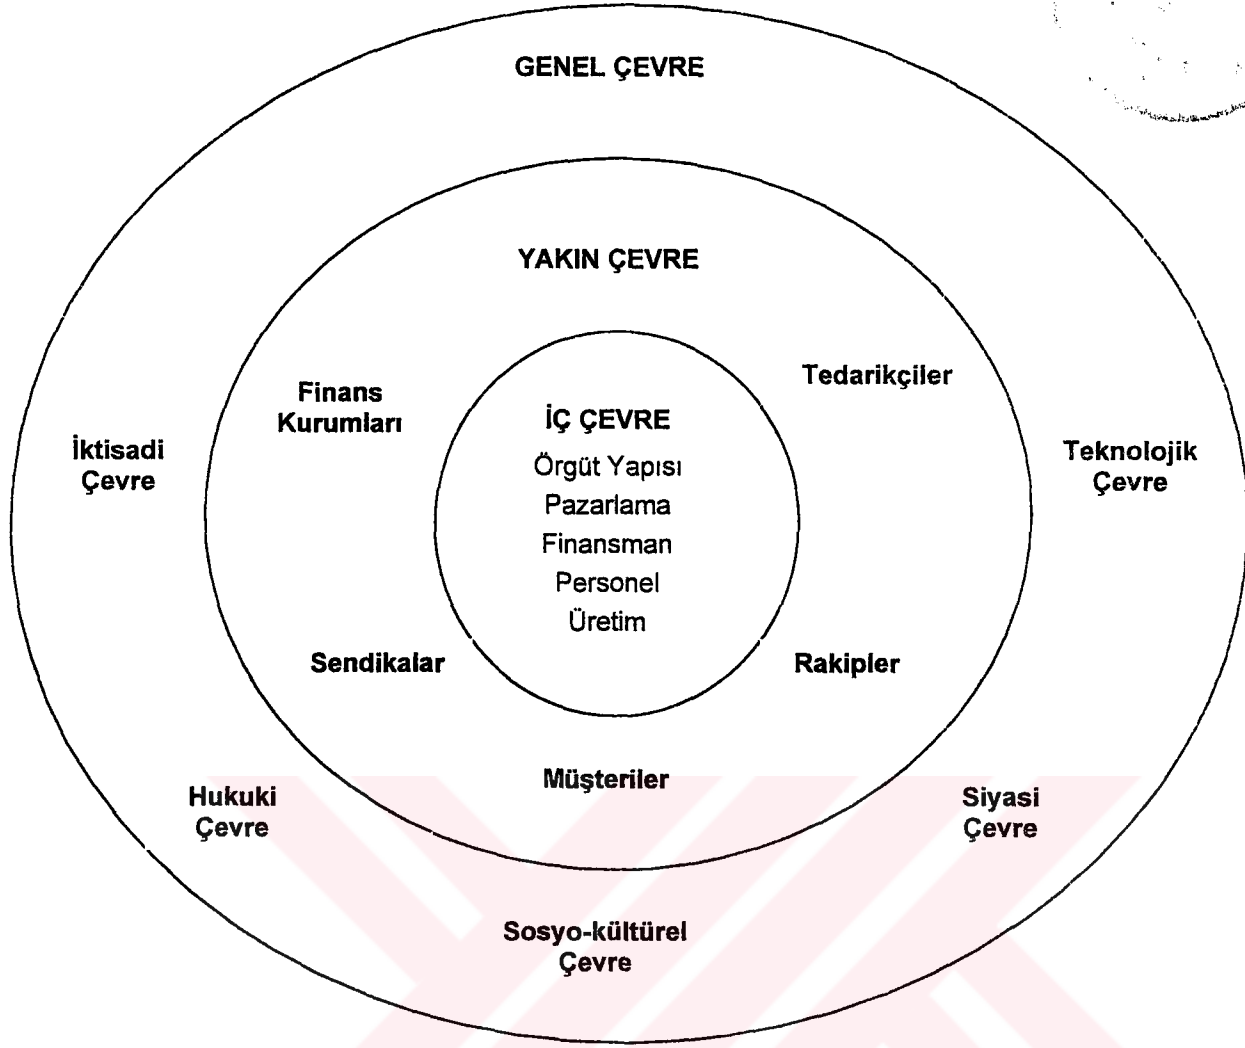 GENEL ÇEVRE
YAKIN ÇEVRE
Finans
Kurumları
Tedarikçiler
İktisadi
Çevre
İÇ ÇEVRE
Örgüt Yapısı
Pazarlama
Finansman
Personel
Üretim
Teknolojik
Çevre
Sendikalar
Rakipler
Müşteriler
Hukuki
Çevre
Siyasi
Çevre
Sosyo-kültürel
Çevre